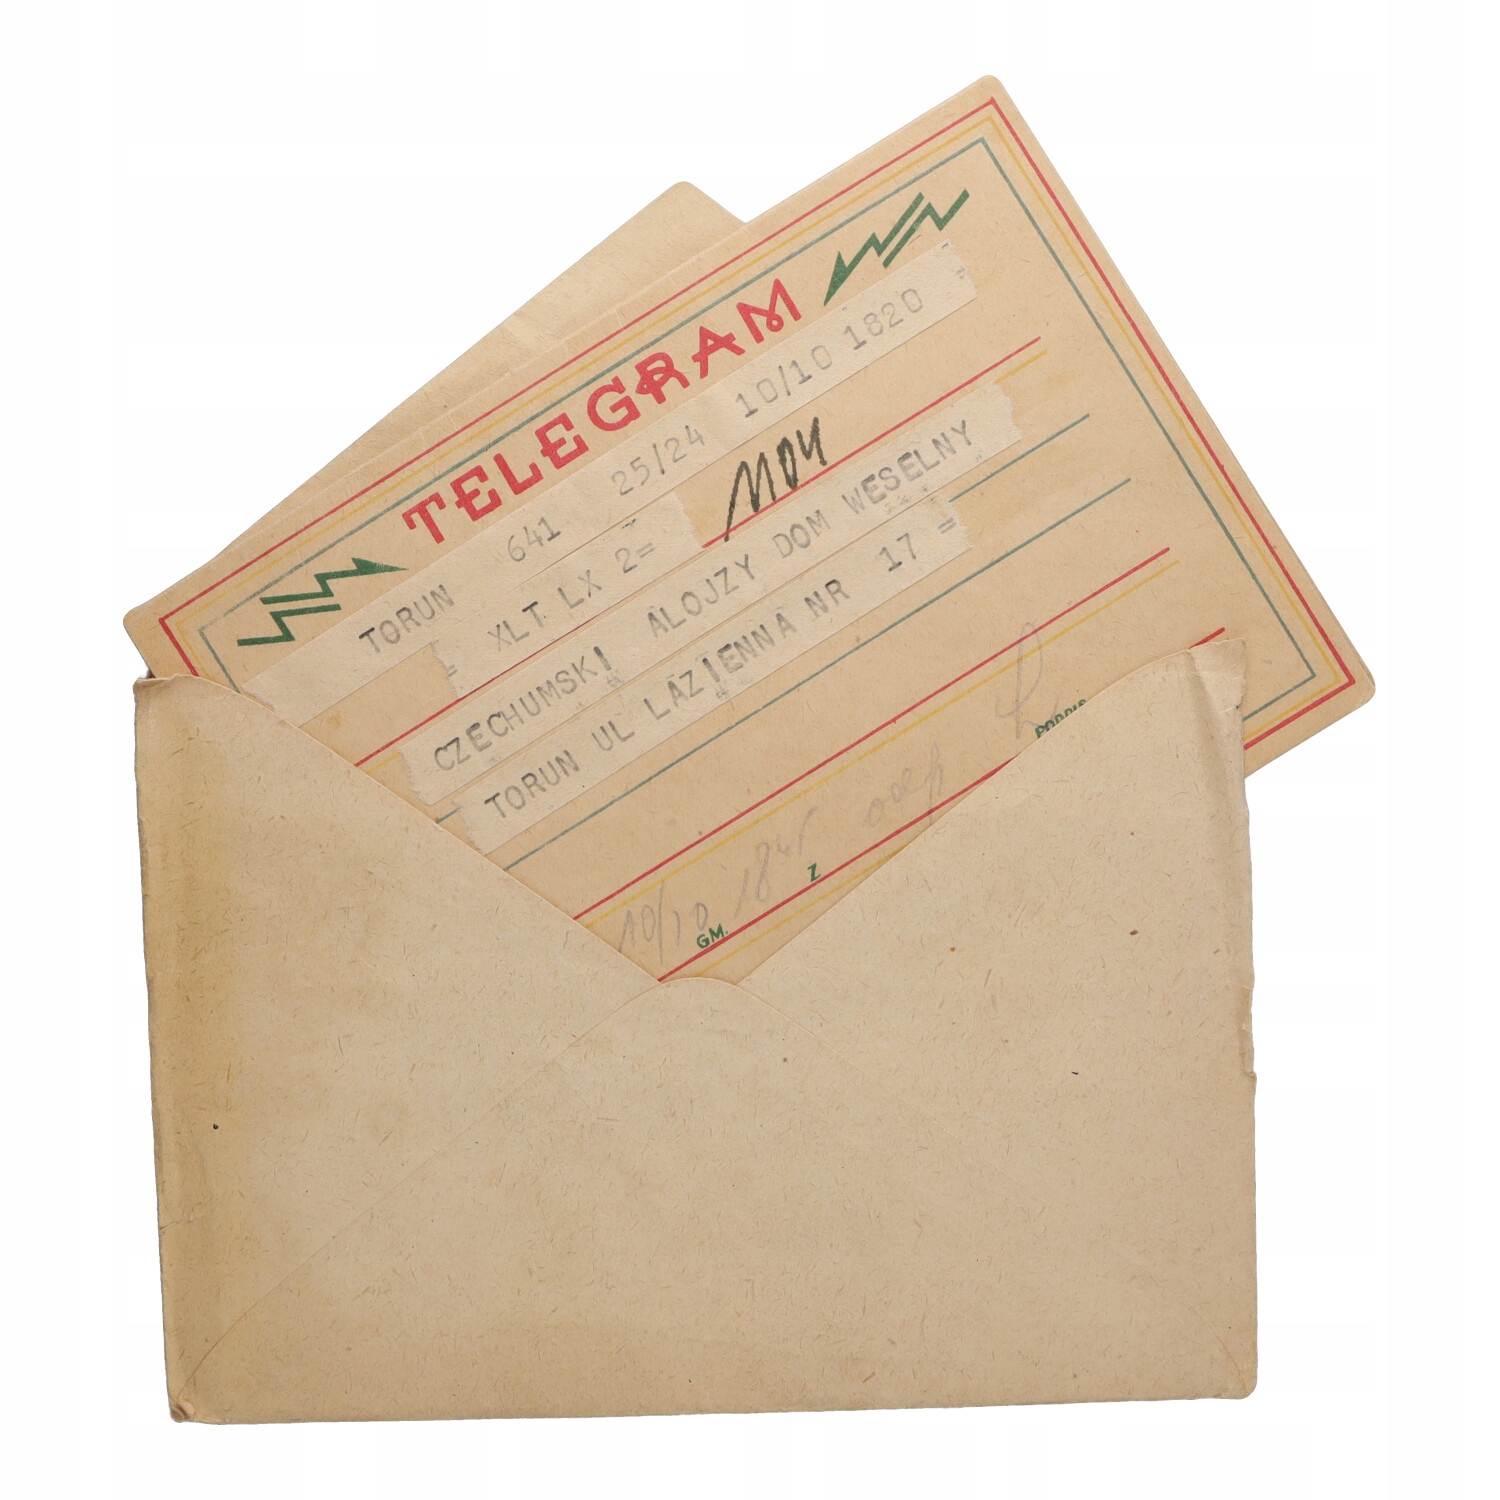 TELEGRAM
TORUN 641 25/24 10/10 1820 =
= XLT LX 2=
CZECHUMSKI ALOJZY DOM WESELNY
TORUN UL LAZIENNA NR 17 =
10/10 18
GM. Z